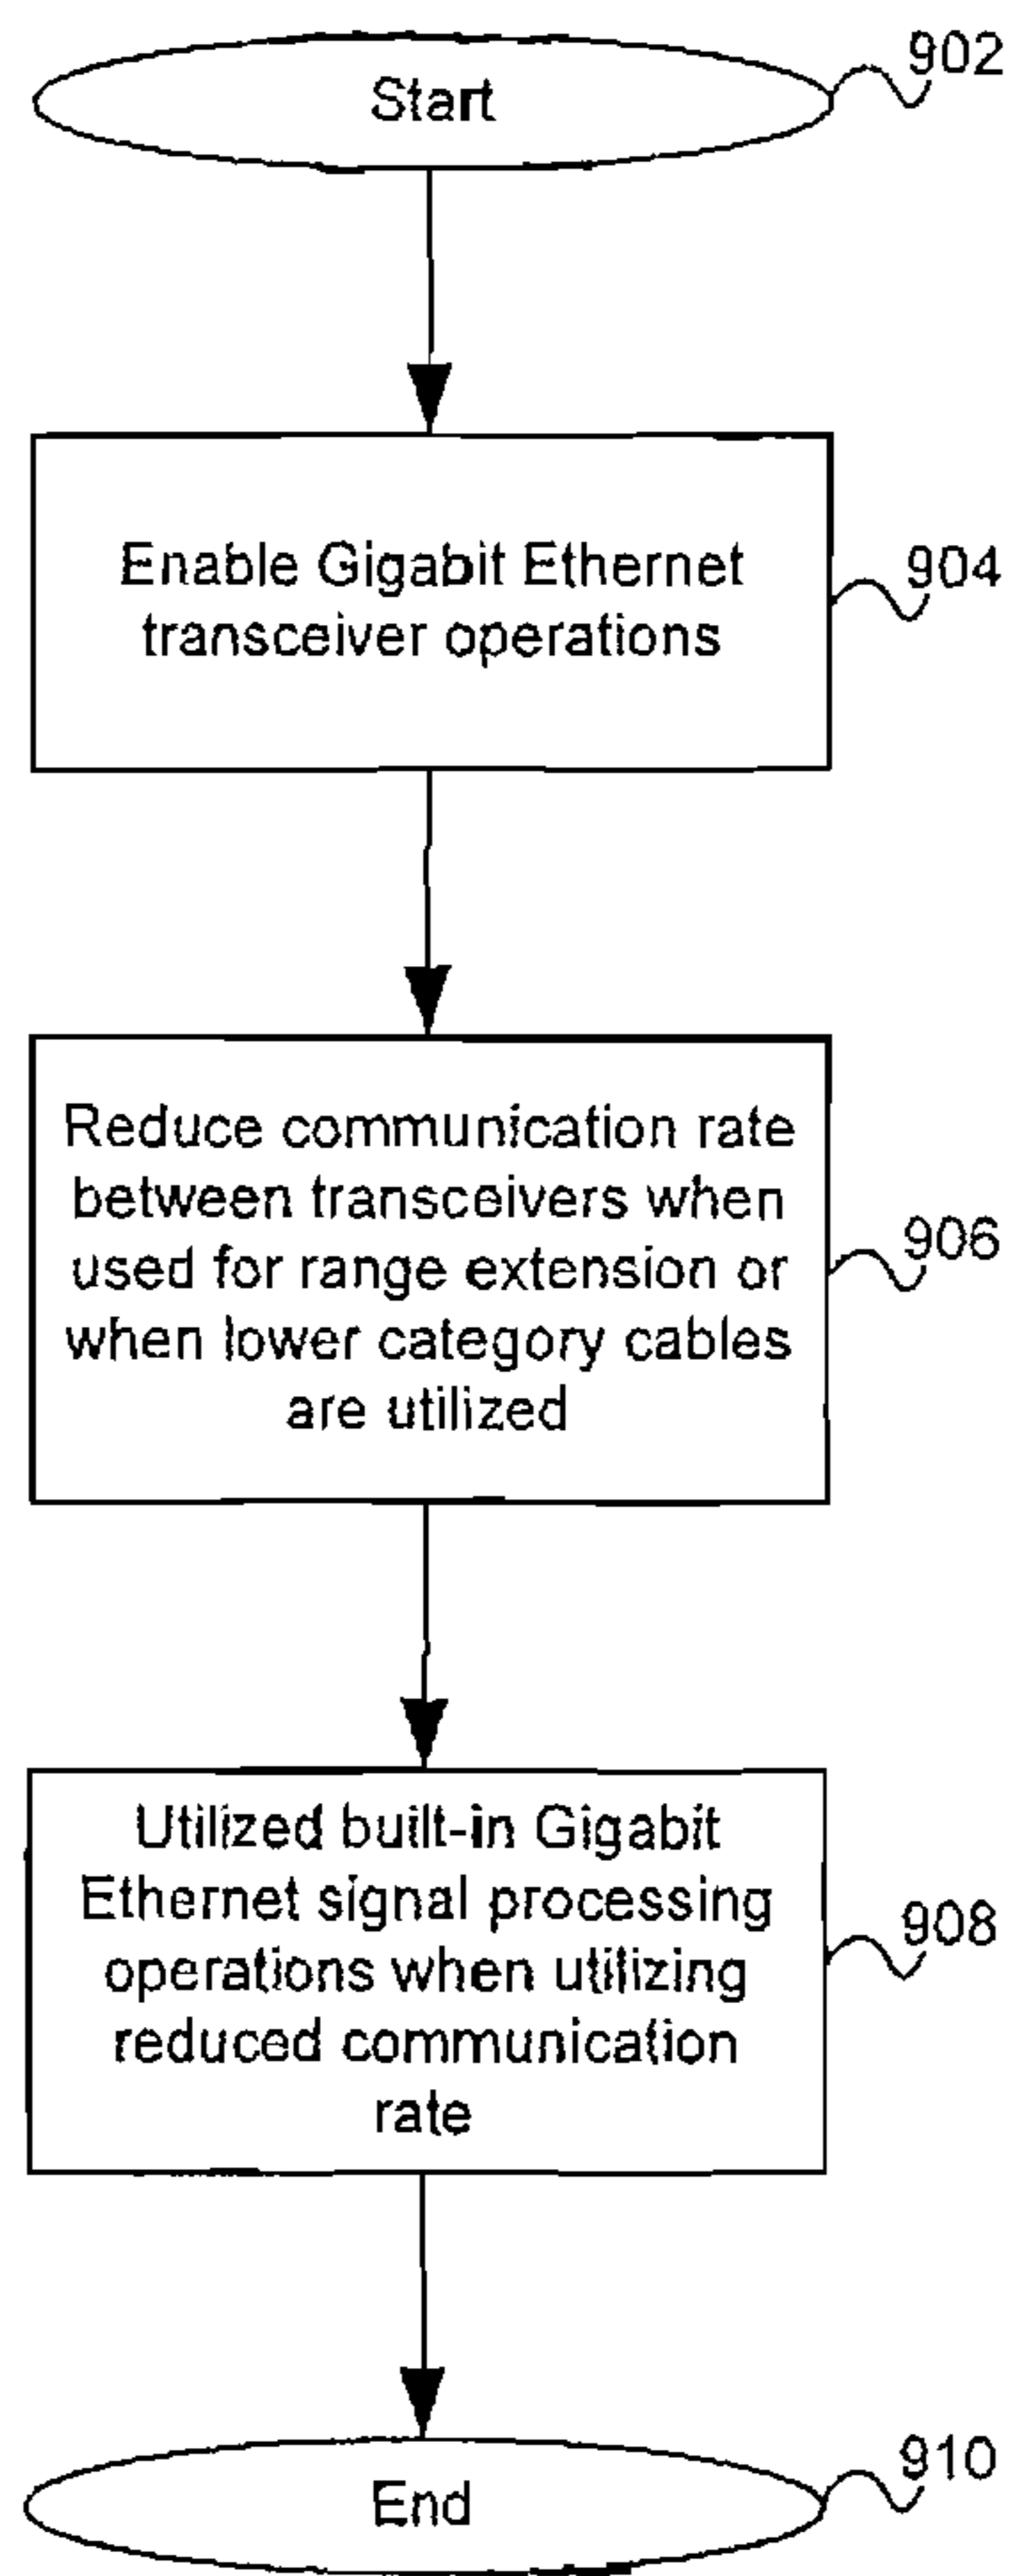 Start
902
Enable Gigabit Ethernet
transceiver operations
904
Reduce communication rate
between transceivers when
used for range extension or
when lower category cables
are utilized
906
Utilized built-in Gigabit
Ethernet signal processing
operations when utilizing
reduced communication
rate
908
End
910